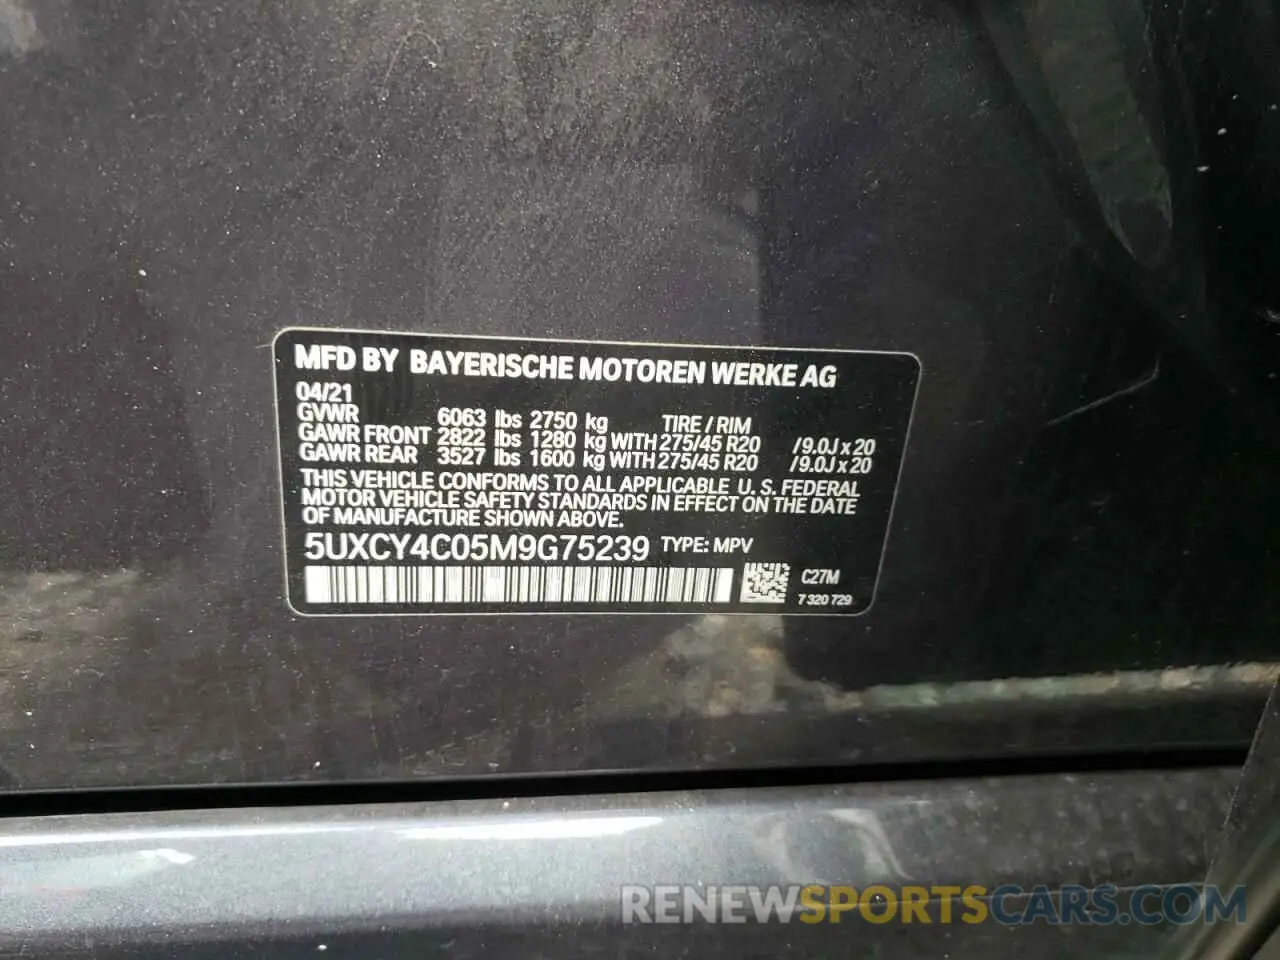 MFD BY BAYERISCHE MOTOREN WERKE AG
04/21
GVWR 6063 lbs 2750 kg TIRE / RIM
GAWR FRONT 2822 lbs 1280 kg WITH 275/45 R20 /9.0J x 20
GAWR REAR 3527 lbs 1600 kg WITH 275/45 R20 /9.0J x 20
THIS VEHICLE CONFORMS TO ALL APPLICABLE U. S. FEDERAL
MOTOR VEHICLE SAFETY STANDARDS IN EFFECT ON THE DATE
OF MANUFACTURE SHOWN ABOVE.
5UXCY4C05M9G75239 TYPE: MPV
C27M
7 320 729
RENEWSPORTSCARS.COM